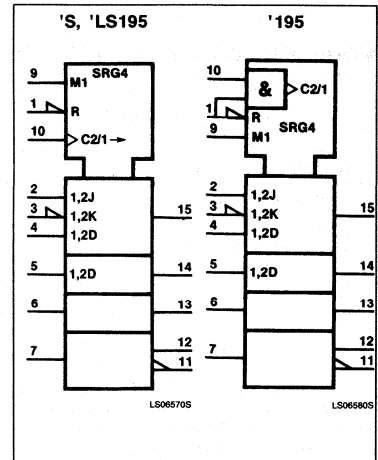 'S, 'LS195
9 M1 SRG4
1 R
10 C2/1 →
2 1,2J
3 1,2K 15
4 1,2D
5 1,2D 14
6 13
7 12
11
LS06570S
'195
10 & C2/1
1 R
9 M1 SRG4
2 1,2J
3 1,2K 15
4 1,2D
5 1,2D 14
6 13
7 12
11
LS06580S